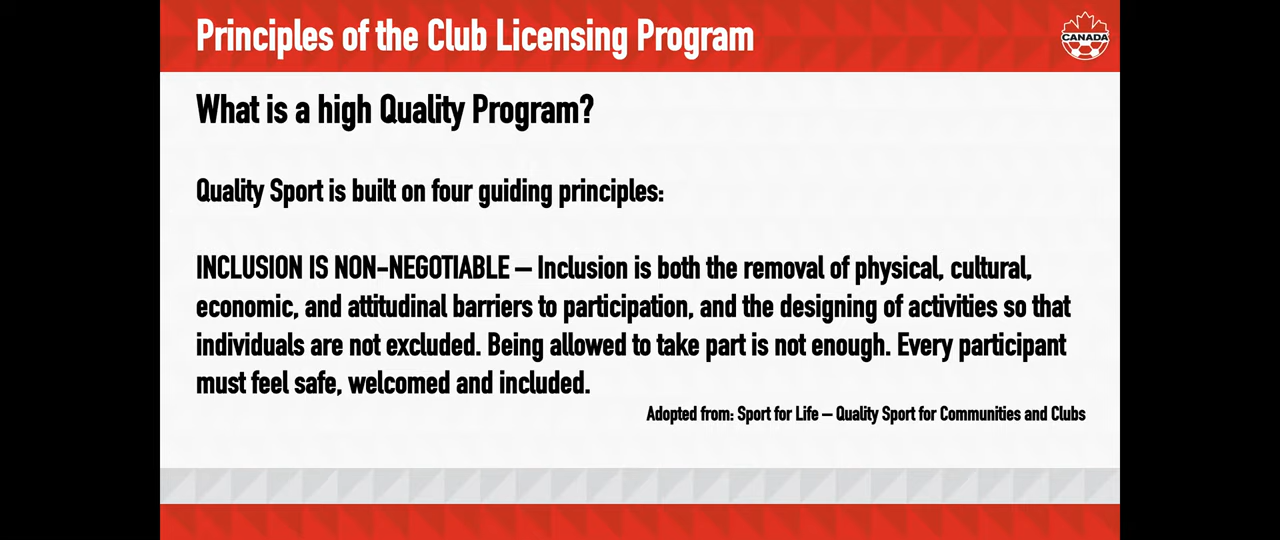 Principles of the Club Licensing Program
CANADA
What is a high Quality Program?
Quality Sport is built on four guiding principles:
INCLUSION IS NON-NEGOTIABLE – Inclusion is both the removal of physical, cultural,
economic, and attitudinal barriers to participation, and the designing of activities so that
individuals are not excluded. Being allowed to take part is not enough. Every participant
must feel safe, welcomed and included.
Adopted from: Sport for Life – Quality Sport for Communities and Clubs